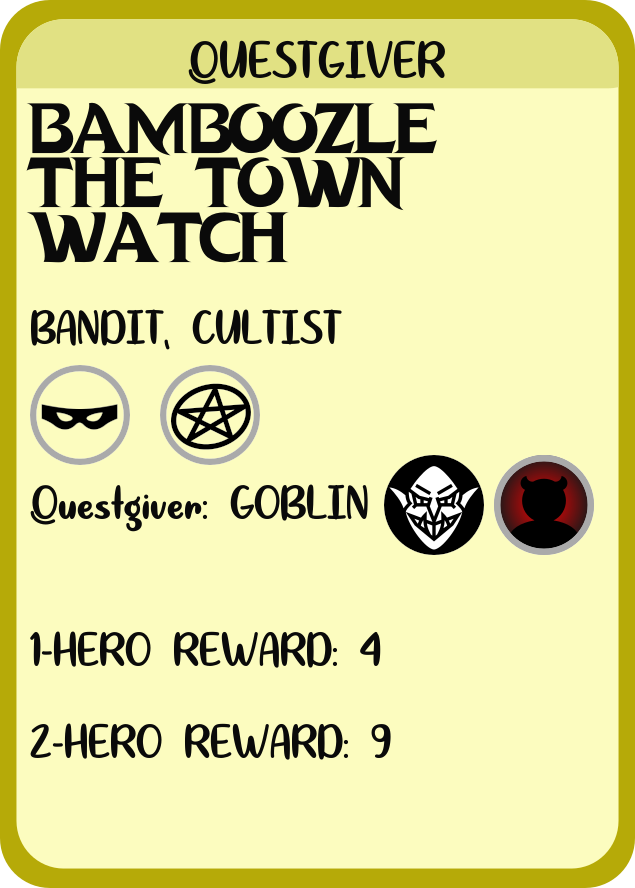 QUESTGIVER
BAMBOOZLE
THE TOWN
WATCH
BANDIT, CULTIST
Questgiver: GOBLIN
1-HERO REWARD: 4
2-HERO REWARD: 9